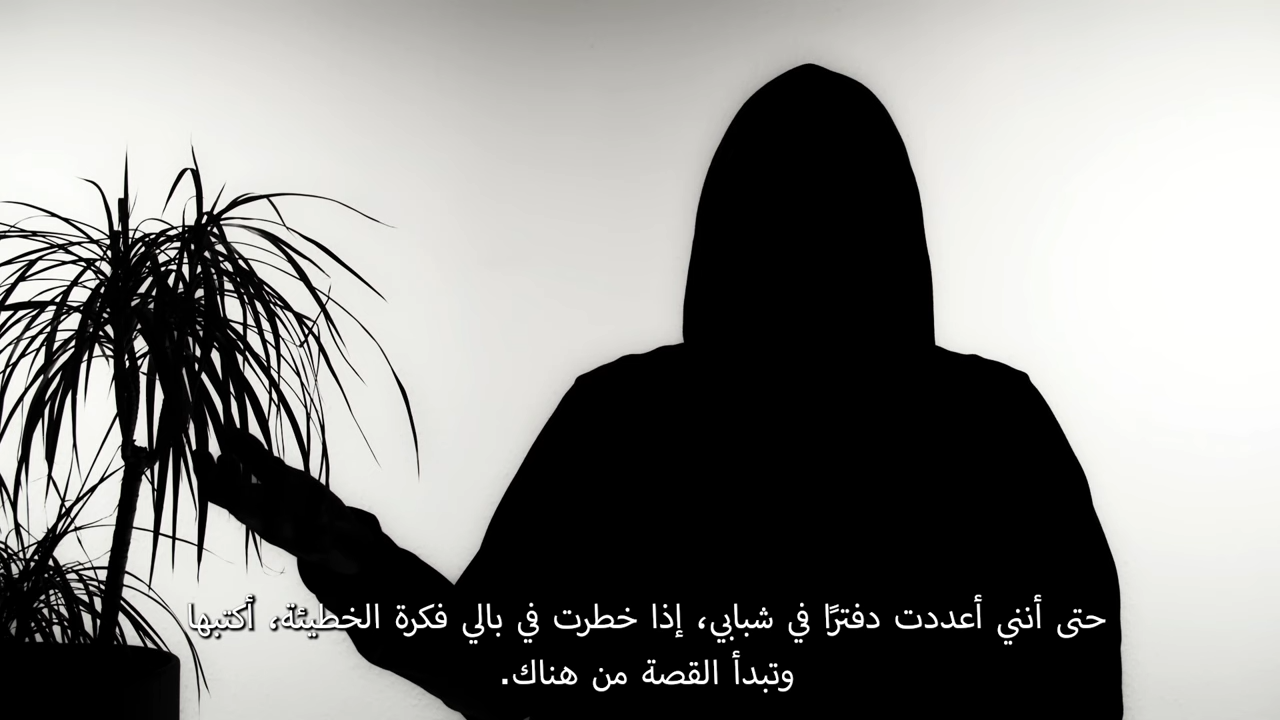 حتى أنني أعددت دفترًا في شبابي، إذا خطرت في بالي فكرة الخطيئة، أكتبها
وتبدأ القصة من هناك.